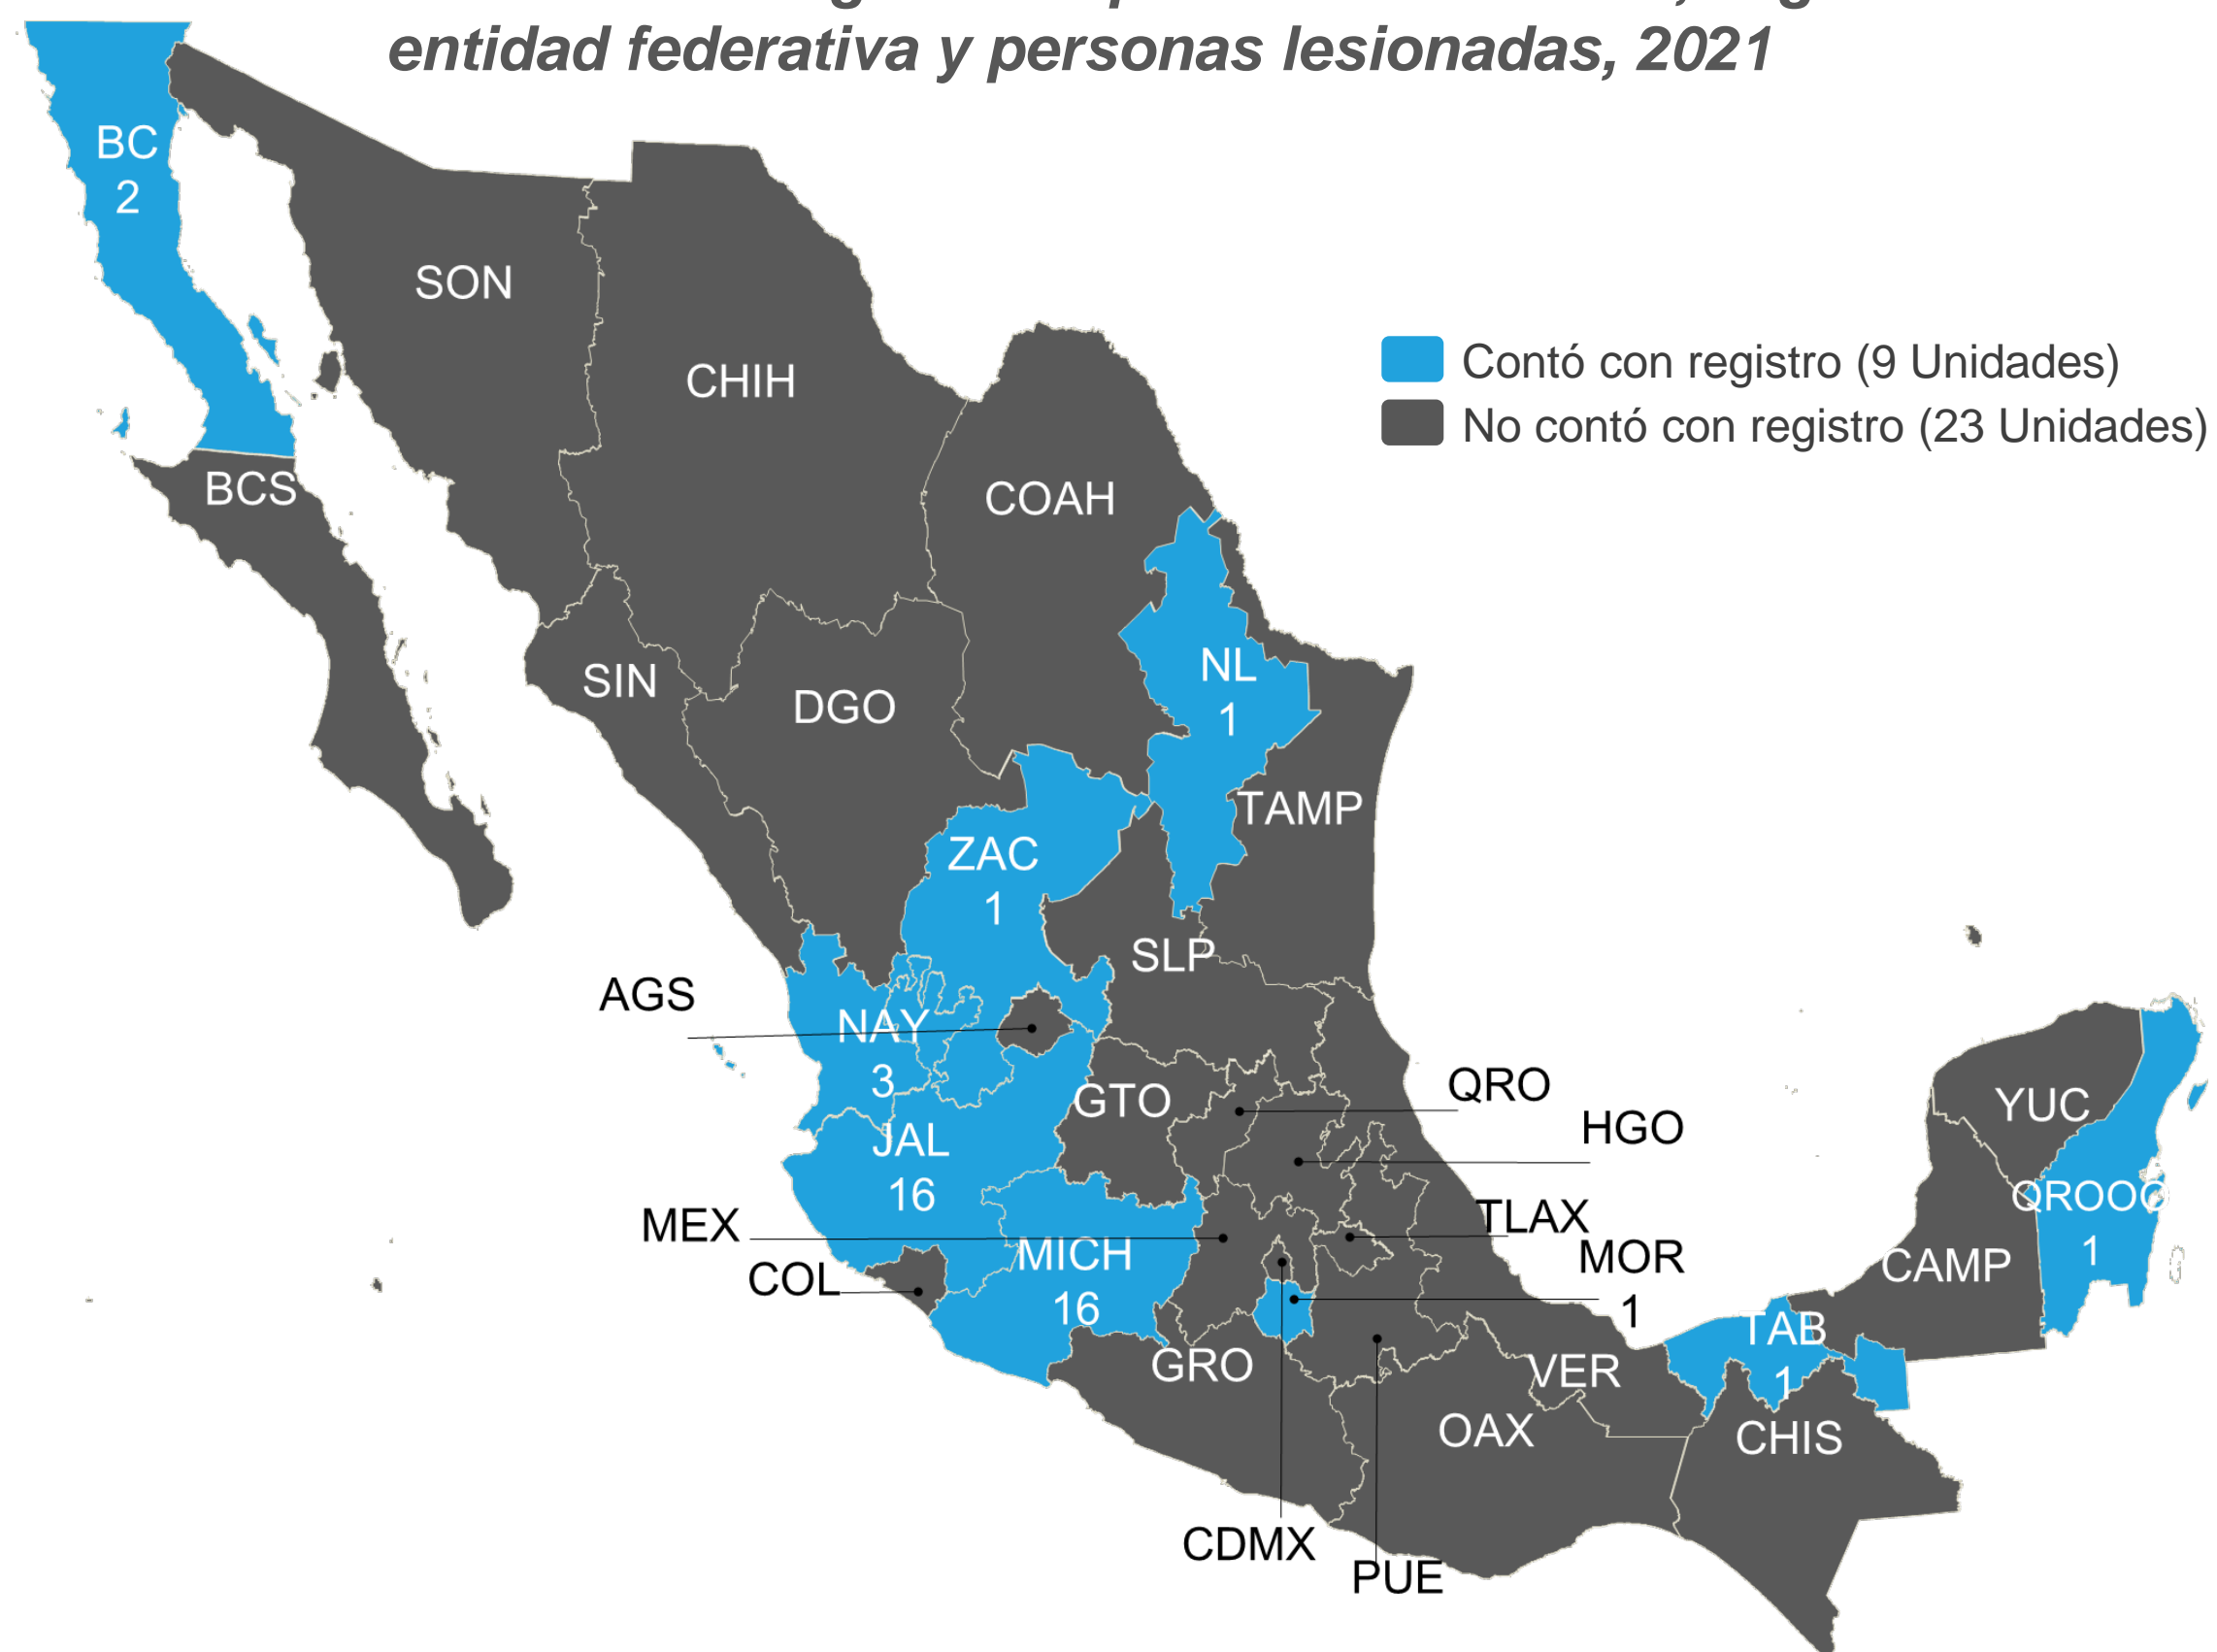 entidad federativa y personas lesionadas, 2021
BC
2
SON
CHIH
Contó con registro (9 Unidades)
No contó con registro (23 Unidades)
BCS
COAH
NL
1
SIN
DGO
TAMP
ZAC
1
SLP
AGS
NAY
3
GTO
QRO
HGO
YUC
JAL
16
QROO
1
MEX
TLAX
MICH
16
MOR
1
COL
CAMP
TAB
1
GRO
VER
OAX
CHIS
CDMX
PUE